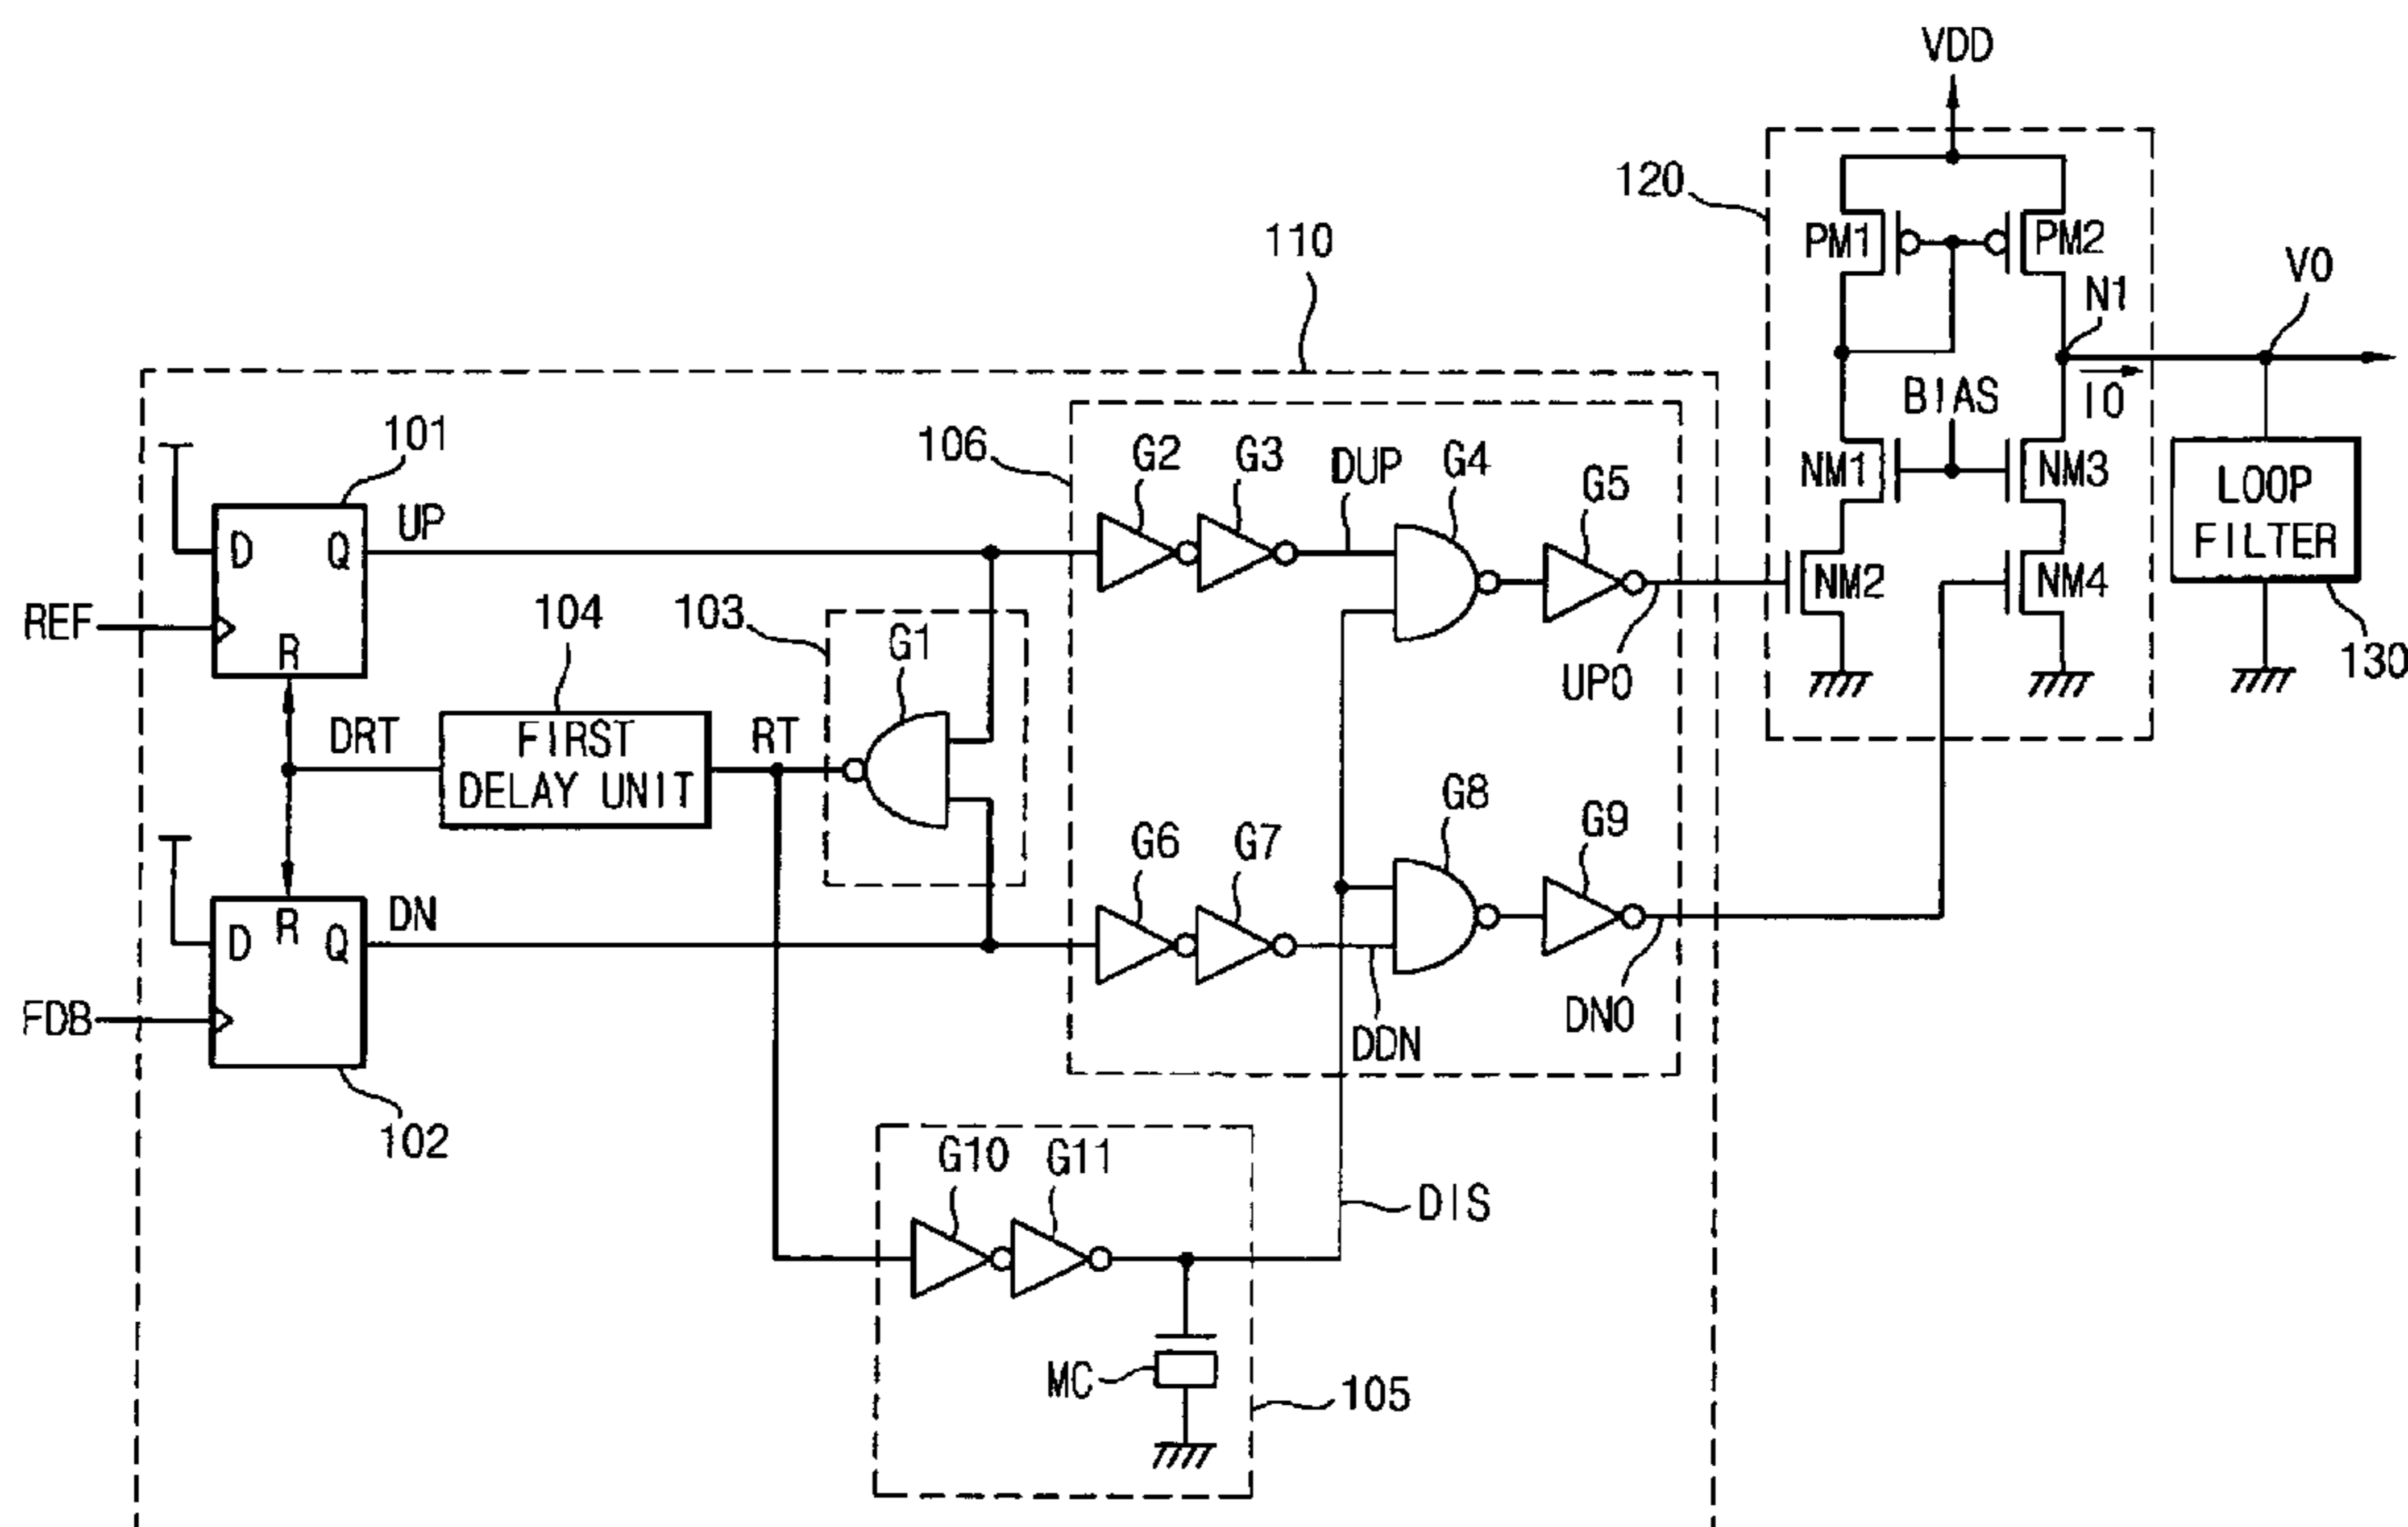 VDD
120
110
PM1
PM2
V0
N1
BIAS
I0
101
106
G2
G3
DUP
G4
G5
NM1
NM3
LOOP
FILTER
D
Q
UP
REF
R
104
103
G1
UP0
NM2
NM4
130
DRT
FIRST
DELAY UNIT
RT
G6
G7
G8
G9
D
R
Q
DN
FDB
DDN
DN0
102
G10
G11
DIS
MC
105